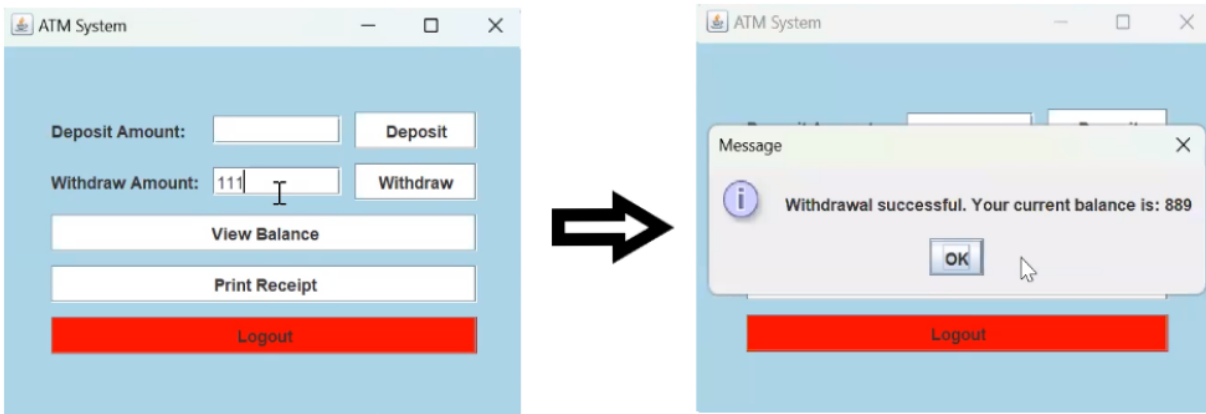 ATM System
Deposit Amount:
Deposit
Withdraw Amount: 111
Withdraw
View Balance
Print Receipt
Logout
ATM System
Message
Withdrawal successful. Your current balance is: 889
OK
Logout